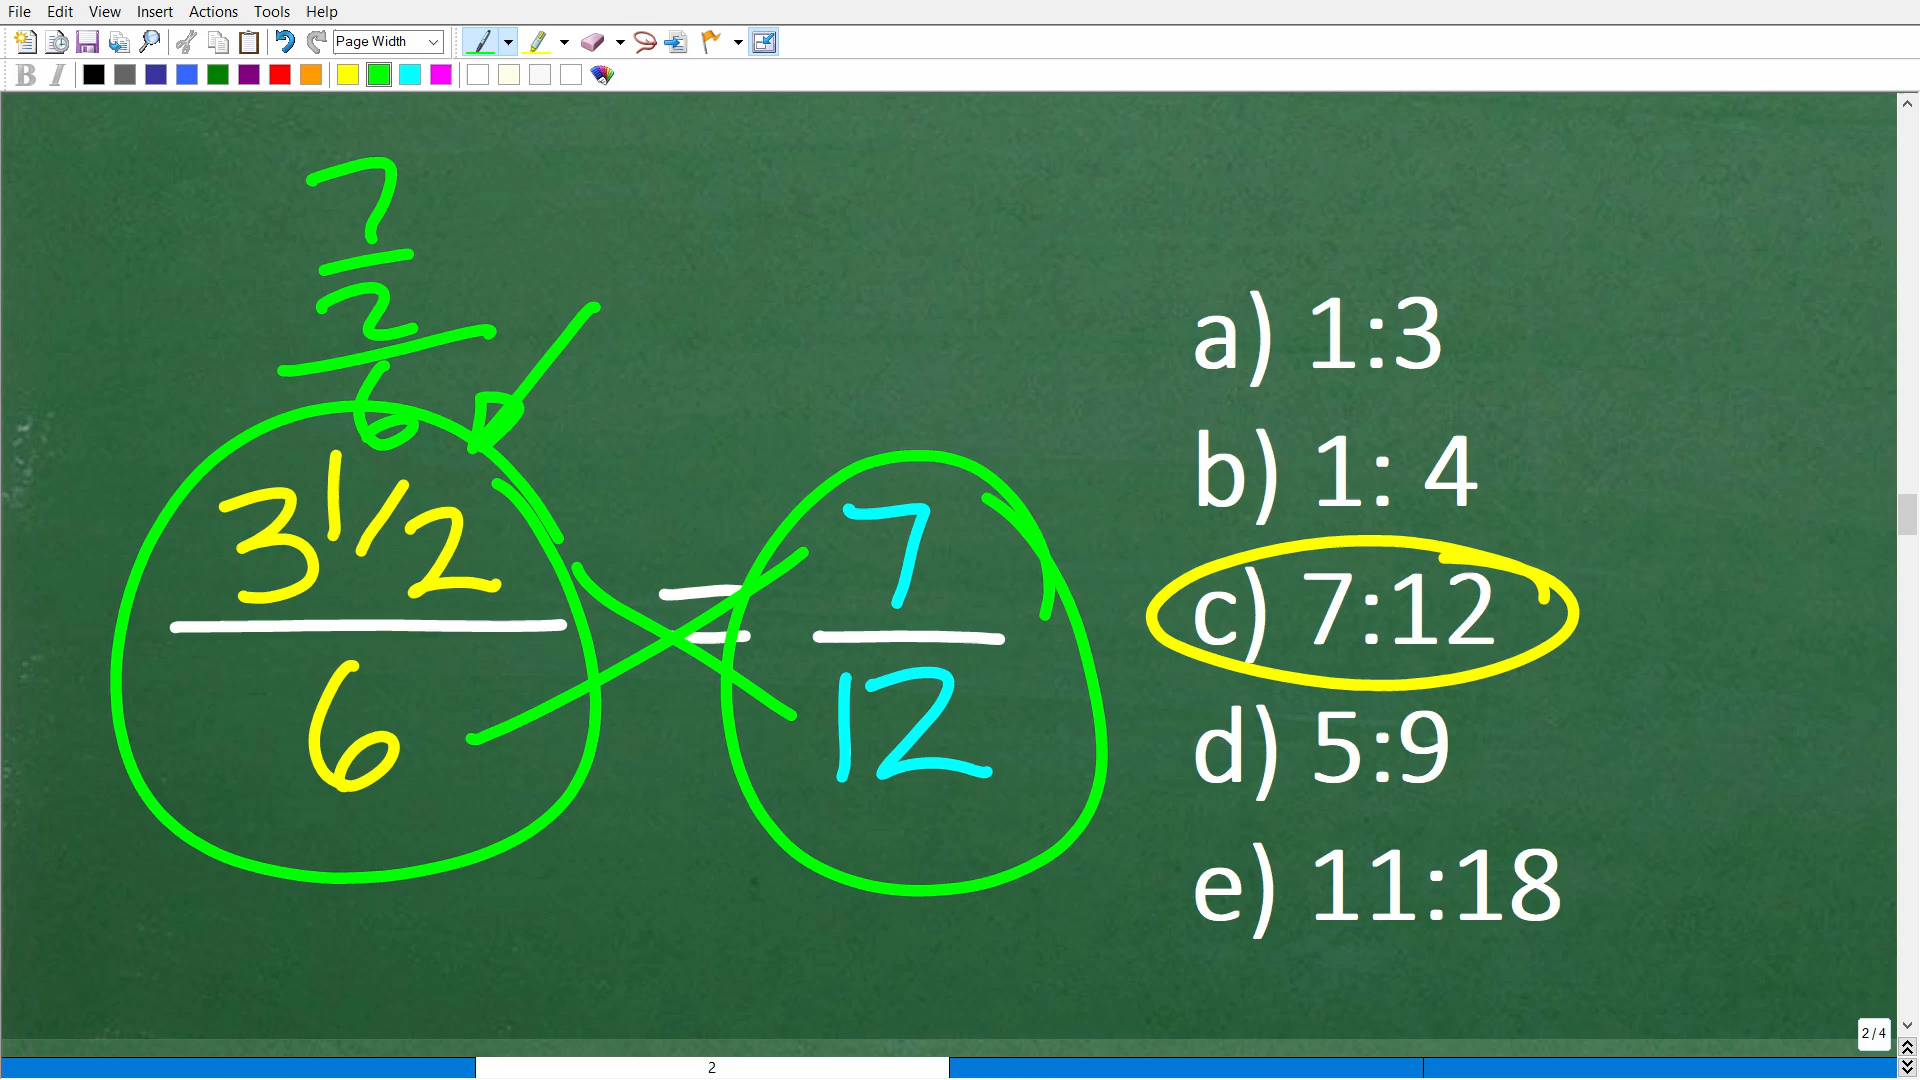 File Edit View Insert Actions Tools Help
Page Width
B I
7
2
6
3 1/2
6
=
7
12
a) 1:3
b) 1: 4
c) 7:12
d) 5:9
e) 11:18
2 / 4
2